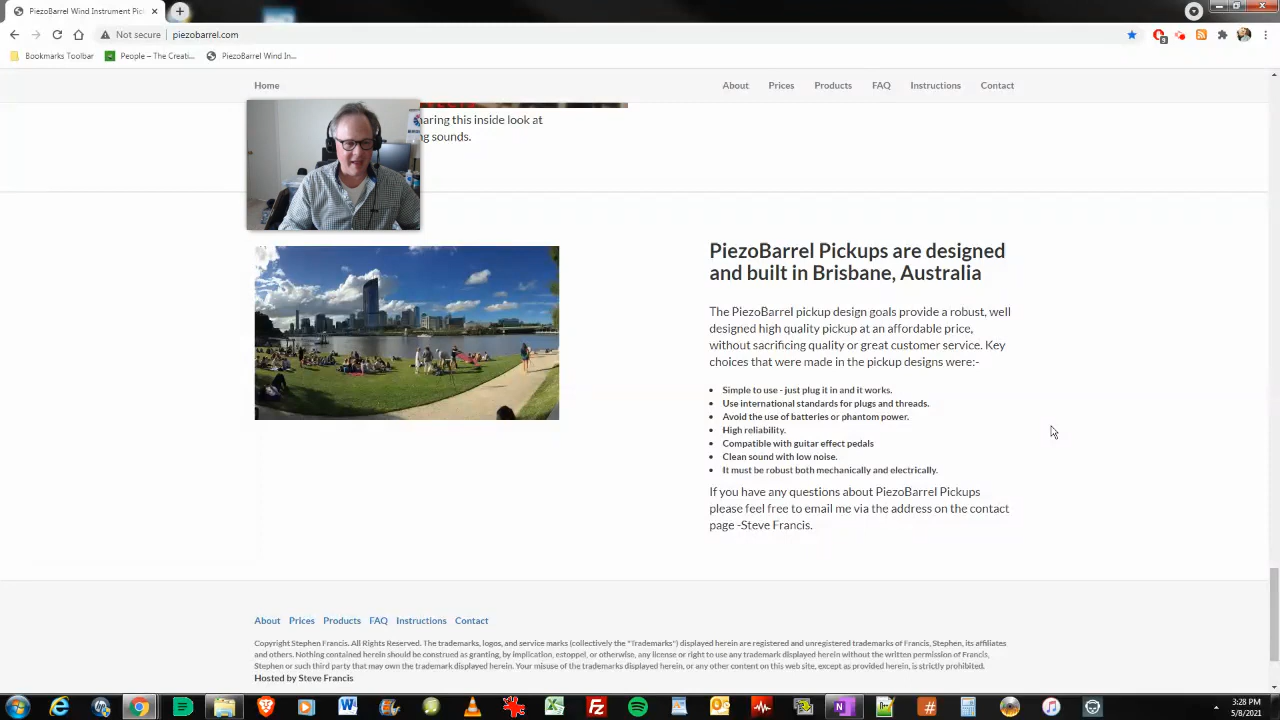 PiezoBarrel Wind Instrument Pic
Not secure
piezobarrel.com
3
Bookmarks Toolbar
People – The Creati...
PiezoBarrel Wind In...
Home
About
Prices
Products
FAQ
Instructions
Contact
haring this inside look at
g sounds.
PiezoBarrel Pickups are designed
and built in Brisbane, Australia
The PiezoBarrel pickup design goals provide a robust, well
designed high quality pickup at an affordable price,
without sacrificing quality or great customer service. Key
choices that were made in the pickup designs were:-
Simple to use - just plug it in and it works.
Use international standards for plugs and threads.
Avoid the use of batteries or phantom power.
High reliability.
Compatible with guitar effect pedals
Clean sound with low noise.
It must be robust both mechanically and electrically.
If you have any questions about PiezoBarrel Pickups
please feel free to email me via the address on the contact
page -Steve Francis.
About Prices Products FAQ Instructions Contact
Copyright Stephen Francis. All Rights Reserved. The trademarks, logos, and service marks (collectively the "Trademarks") displayed herein are registered and unregistered trademarks of Francis, Stephen, its affiliates
and others. Nothing contained herein should be construed as granting, by implication, estoppel, or otherwise, any license or right to use any trademark displayed herein without the written permission of Francis,
Stephen or such third party that may own the trademark displayed herein. Your misuse of the trademarks displayed herein, or any other content on this web site, except as provided herein, is strictly prohibited.
Hosted by Steve Francis
3:28 PM
5/8/2021